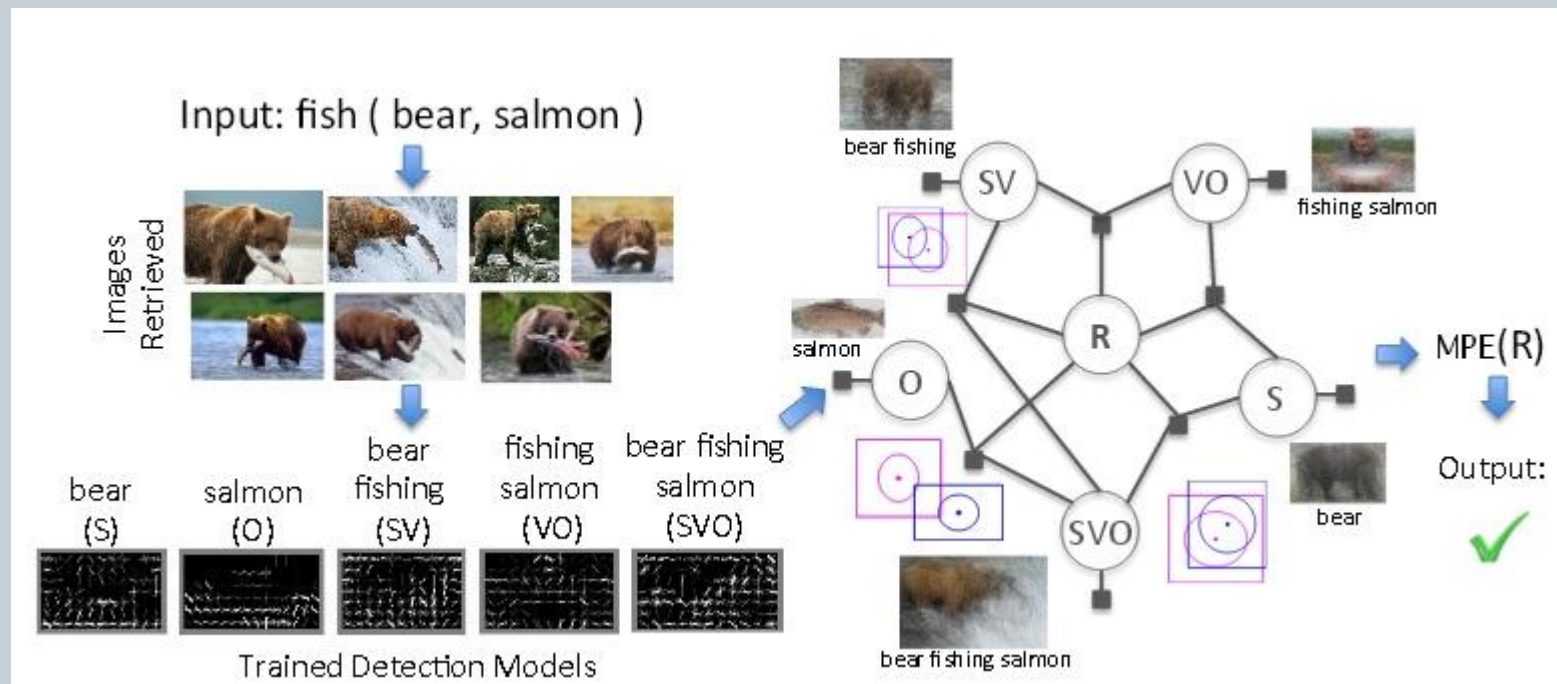 Input: fish ( bear, salmon )
Images
Retrieved
bear
(S)
salmon
(O)
bear
fishing
(SV)
fishing
salmon
(VO)
bear fishing
salmon
(SVO)
Trained Detection Models
bear fishing
SV
VO
fishing salmon
salmon
O
R
S
bear
SVO
bear fishing salmon
MPE(R)
Output: